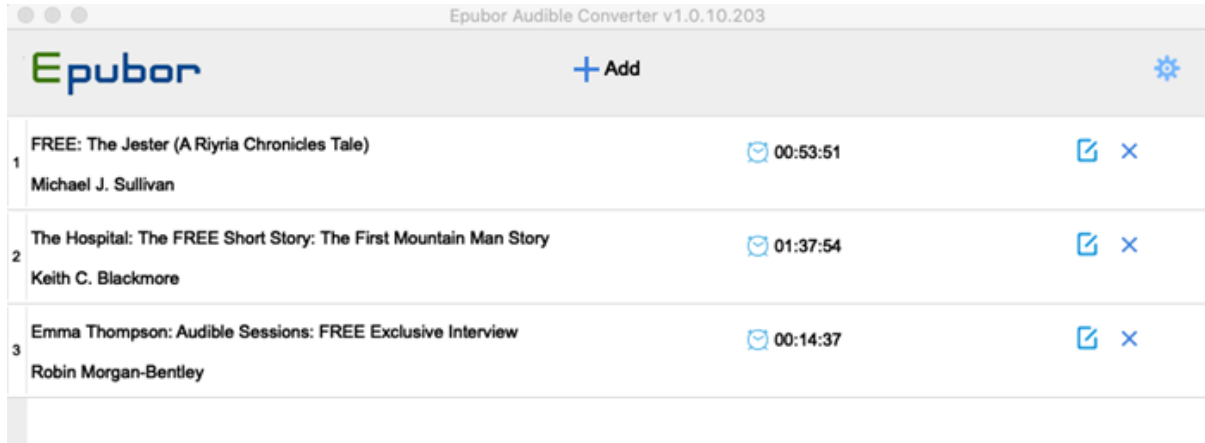 Epubor Audible Converter v1.0.10.203
Epubor
Add
FREE: The Jester (A Riyria Chronicles Tale)
00:53:51
1
Michael J. Sullivan
The Hospital: The FREE Short Story: The First Mountain Man Story
01:37:54
2
Keith C. Blackmore
Emma Thompson: Audible Sessions: FREE Exclusive Interview
00:14:37
3
Robin Morgan-Bentley